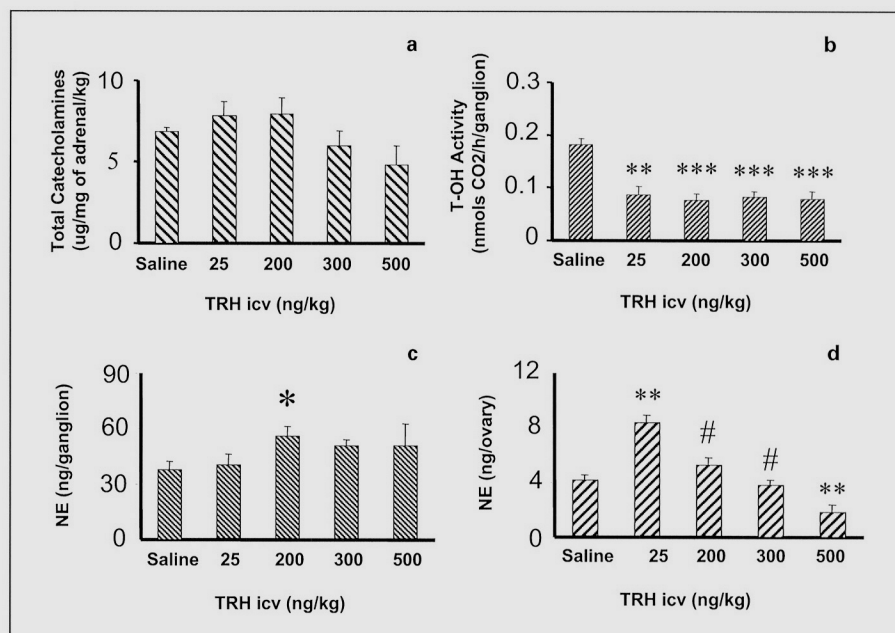 a
Total Catecholamines
(ug/mg of adrenal/kg)
10
5
0
Saline 25 200 300 500
TRH icv (ng/kg)
b
T-OH Activity
(nmols CO2/h/ganglion)
0.3
0.2
0.1
0
** *** *** ***
Saline 25 200 300 500
TRH icv (ng/kg)
c
NE (ng/ganglion)
90
60
30
0
*
Saline 25 200 300 500
TRH icv (ng/kg)
d
NE (ng/ovary)
12
8
4
0
** # # **
Saline 25 200 300 500
TRH icv (ng/kg)